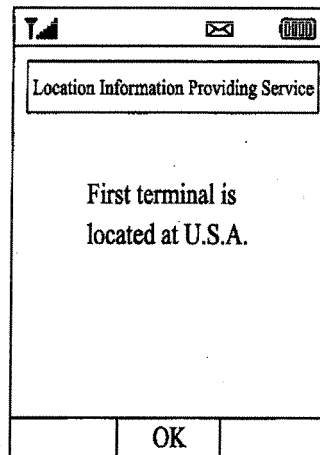 Location Information Providing Service
First terminal is
located at U.S.A.
OK